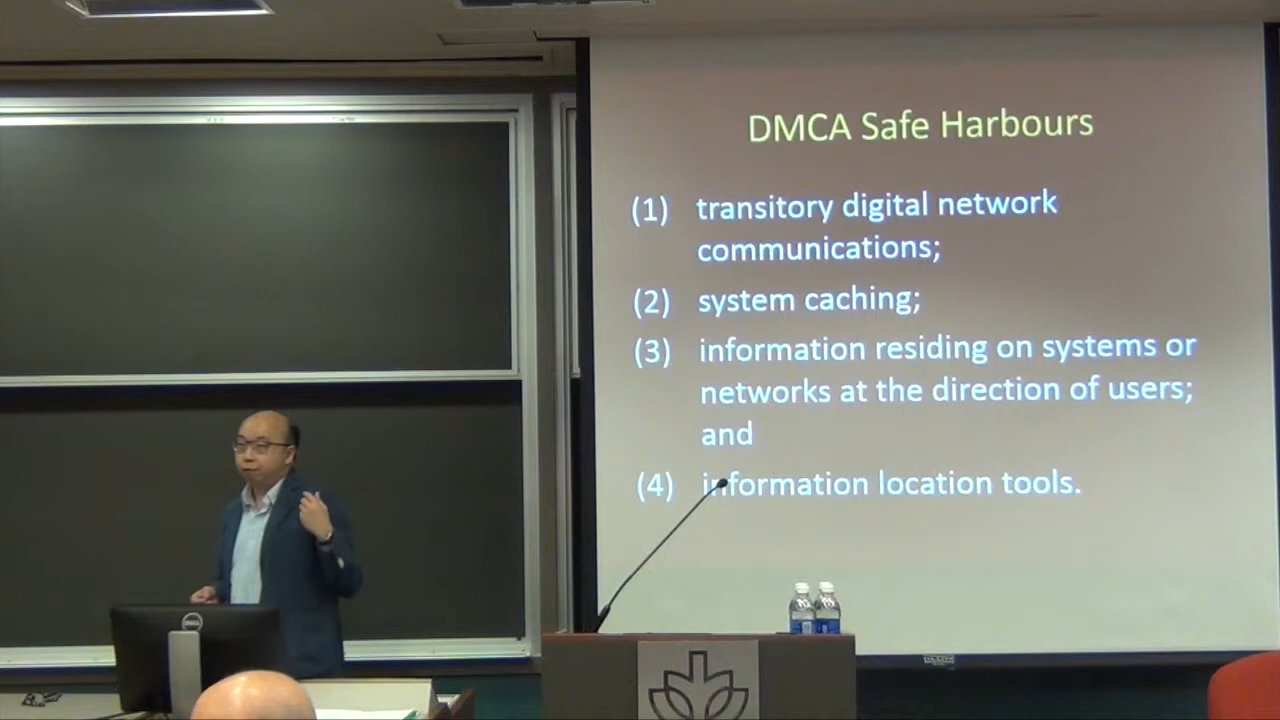 DMCA Safe Harbours
(1) transitory digital network
communications;
(2) system caching;
(3) information residing on systems or
networks at the direction of users;
and
(4) information location tools.
DELL